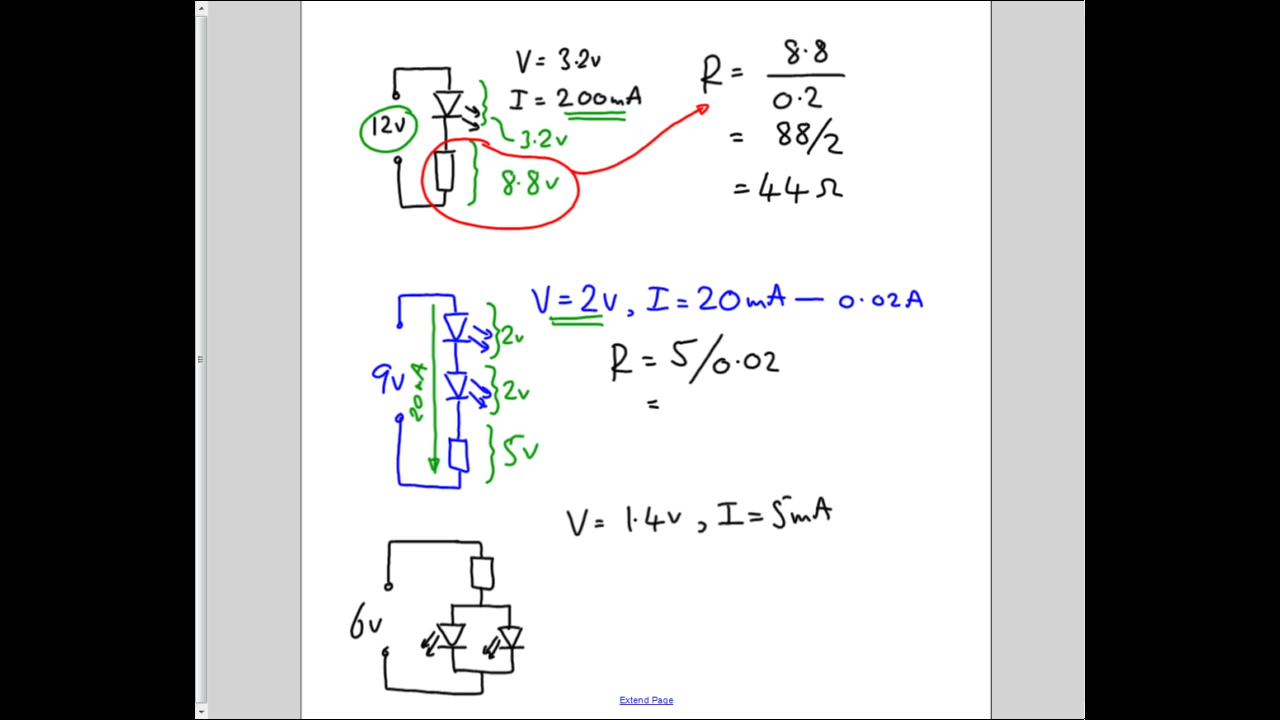 V = 3.2v
I = 200mA
12v
3.2v
8.8v
R = 8.8
0.2
= 88/2
= 44Ω
V = 2v, I = 20mA — 0.02A
2v
9v
20mA
2v
5v
R = 5/0.02
=
V = 1.4v, I = 5mA
6v
Extend Page